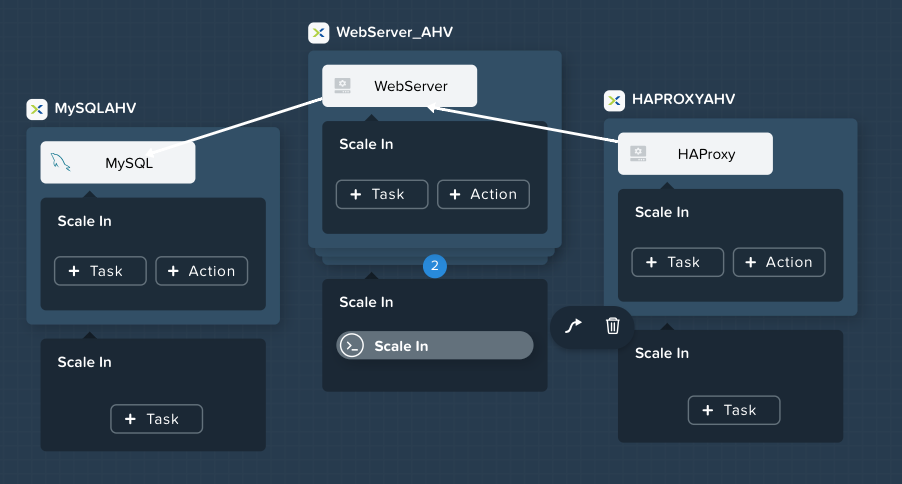 WebServer_AHV
WebServer
Scale In
+ Task
+ Action
2
Scale In
Scale In
MySQLAHV
MySQL
Scale In
+ Task
+ Action
Scale In
+ Task
HAPROXYAHV
HAProxy
Scale In
+ Task
+ Action
Scale In
+ Task